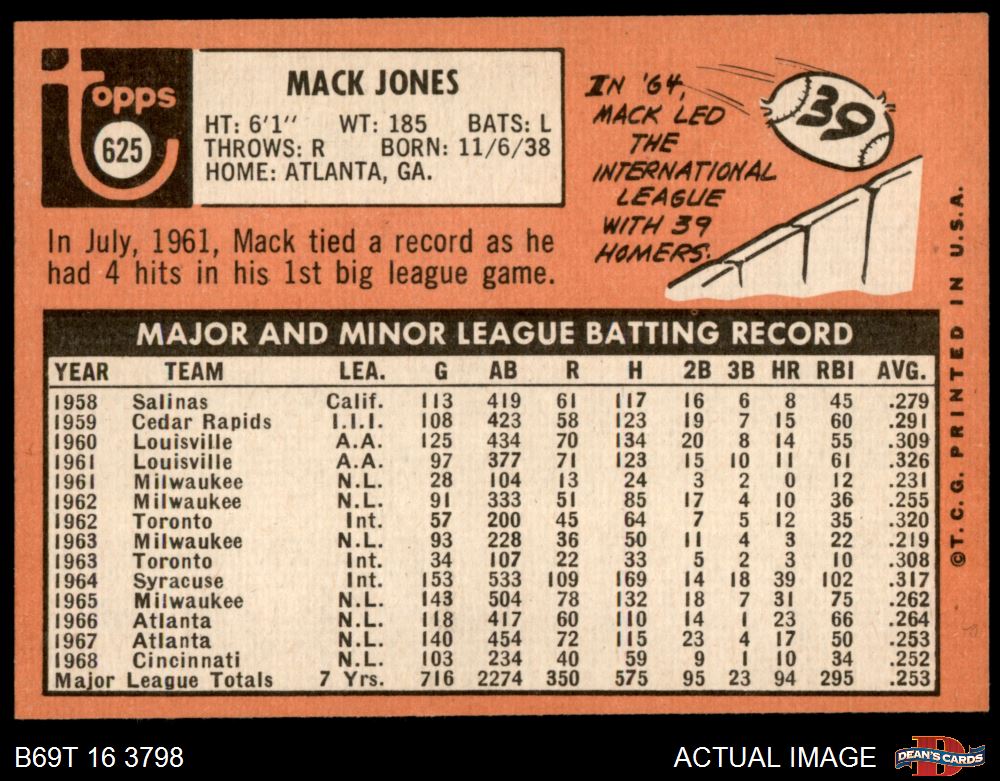 topps
625
MACK JONES
HT: 6'1" WT: 185 BATS: L
THROWS: R BORN: 11/6/38
HOME: ATLANTA, GA.
In July, 1961, Mack tied a record as he
had 4 hits in his 1st big league game.
IN '64,
MACK LED
THE
INTERNATIONAL
LEAGUE
WITH 39
HOMERS.
39
MAJOR AND MINOR LEAGUE BATTING RECORD
YEAR TEAM LEA. G AB R H 2B 3B HR RBI AVG.
1958 Salinas Calif. 113 419 61 117 16 6 8 45 .279
1959 Cedar Rapids I.I.I. 108 423 58 123 19 7 15 60 .291
1960 Louisville A.A. 125 434 70 134 20 8 14 55 .309
1961 Louisville A.A. 97 377 71 123 15 10 11 61 .326
1961 Milwaukee N.L. 28 104 13 24 3 2 0 12 .231
1962 Milwaukee N.L. 91 333 51 85 17 4 10 36 .255
1962 Toronto Int. 57 200 45 64 7 5 12 35 .320
1963 Milwaukee N.L. 93 228 36 50 11 4 3 22 .219
1963 Toronto Int. 34 107 22 33 5 2 3 10 .308
1964 Syracuse Int. 153 533 109 169 14 18 39 102 .317
1965 Milwaukee N.L. 143 504 78 132 18 7 31 75 .262
1966 Atlanta N.L. 118 417 60 110 14 1 23 66 .264
1967 Atlanta N.L. 140 454 72 115 23 4 17 50 .253
1968 Cincinnati N.L. 103 234 40 59 9 1 10 34 .252
Major League Totals 7 Yrs. 716 2274 350 575 95 23 94 295 .253
©T.C.G. PRINTED IN U.S.A.
B69T 16 3798
ACTUAL IMAGE
DEAN'S CARDS